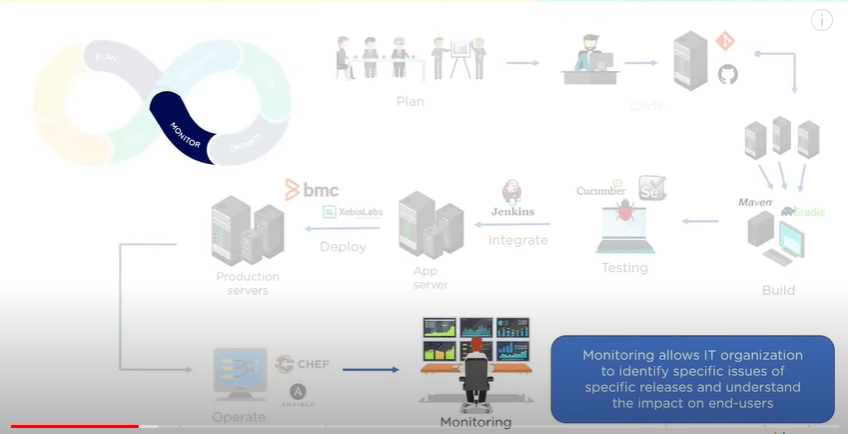 PLAN
MONITOR
OPERATE
Plan
Code
bmc
XebiaLabs
Deploy
Jenkins
Integrate
Cucumber
Se
Testing
Maven
Gradle
Build
Production
servers
App
server
CHEF
ANSIBLE
Operate
Monitoring
Monitoring allows IT organization
to identify specific issues of
specific releases and understand
the impact on end-users